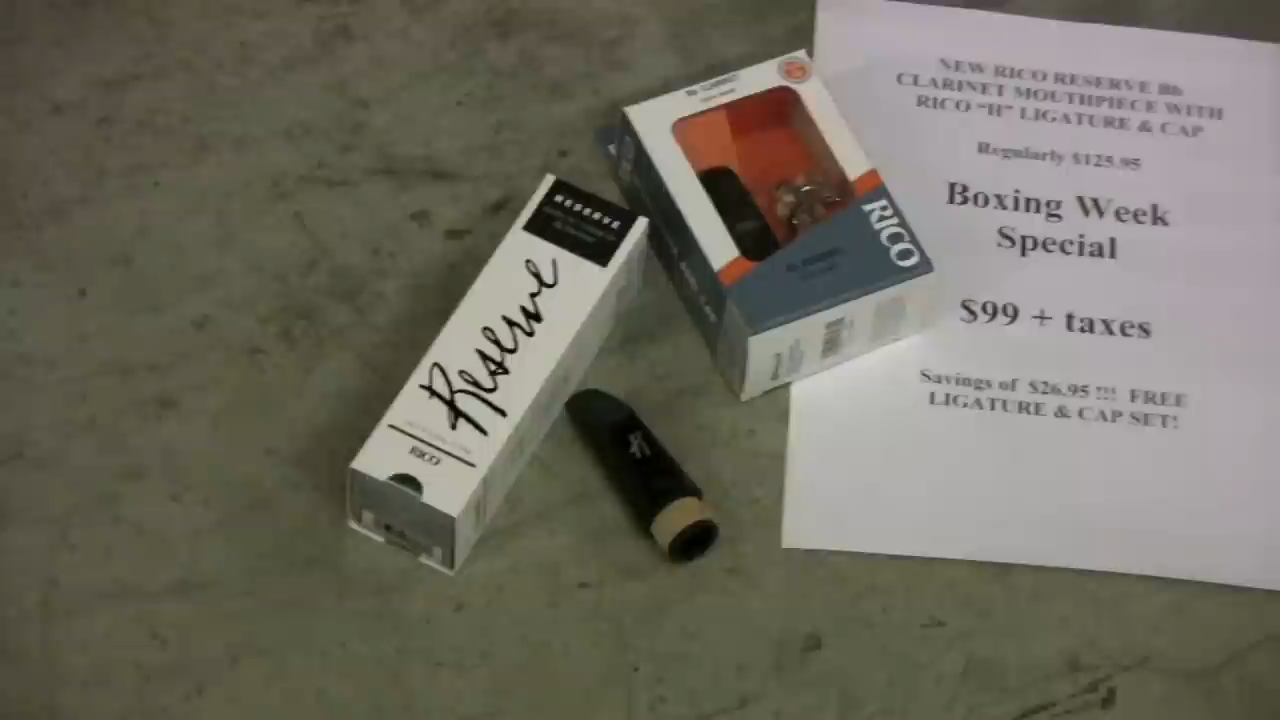 NEW RICO RESERVE Bb
CLARINET MOUTHPIECE WITH
RICO "H" LIGATURE & CAP
Regularly $125.95
Boxing Week
Special
$99 + taxes
Savings of $26.95 !!! FREE
LIGATURE & CAP SET!
RICO
RESERVE
Reserve
RICO